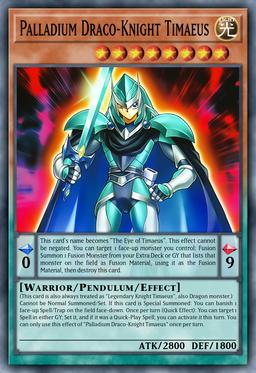 PALLADIUM DRACO-KNIGHT TIMAEUS
LIGHT
光
This card's name becomes "The Eye of Timaeus". This effect cannot
be negated. You can target 1 face-up monster you control; Fusion
Summon 1 Fusion Monster from your Extra Deck or GY that lists that
monster on the field as Fusion Material, using it as the Fusion
Material, then destroy this card.
0
9
[WARRIOR/PENDULUM/EFFECT]
(This card is also always treated as "Legendary Knight Timaeus", also Dragon monster.)
Cannot be Normal Summoned/Set. If this card is Special Summoned: You can banish 1
face-up Spell/Trap on the field face-down. Once per turn (Quick Effect): You can target 1
Spell in either GY; Set it, and if it was a Quick-Play Spell, you can activate it this turn. You
can only use this effect of "Palladium Draco-Knight Timaeus" once per turn.
ATK/2800 DEF/1800